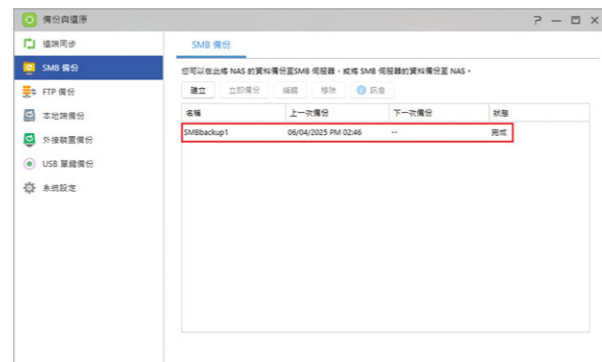 備份與還原
遠端同步
SMB 備份
FTP 備份
本地端備份
外接裝置備份
USB 單鍵備份
系統設定
SMB 備份
您可以在此將 NAS 的資料備份至SMB 伺服器，或將 SMB 伺服器的資料備份至 NAS。
建立 立即備份 編輯 移除 訊息
名稱 上一次備份 下一次備份 狀態
SMBbackup1 06/04/2025 PM 02:46 -- 完成